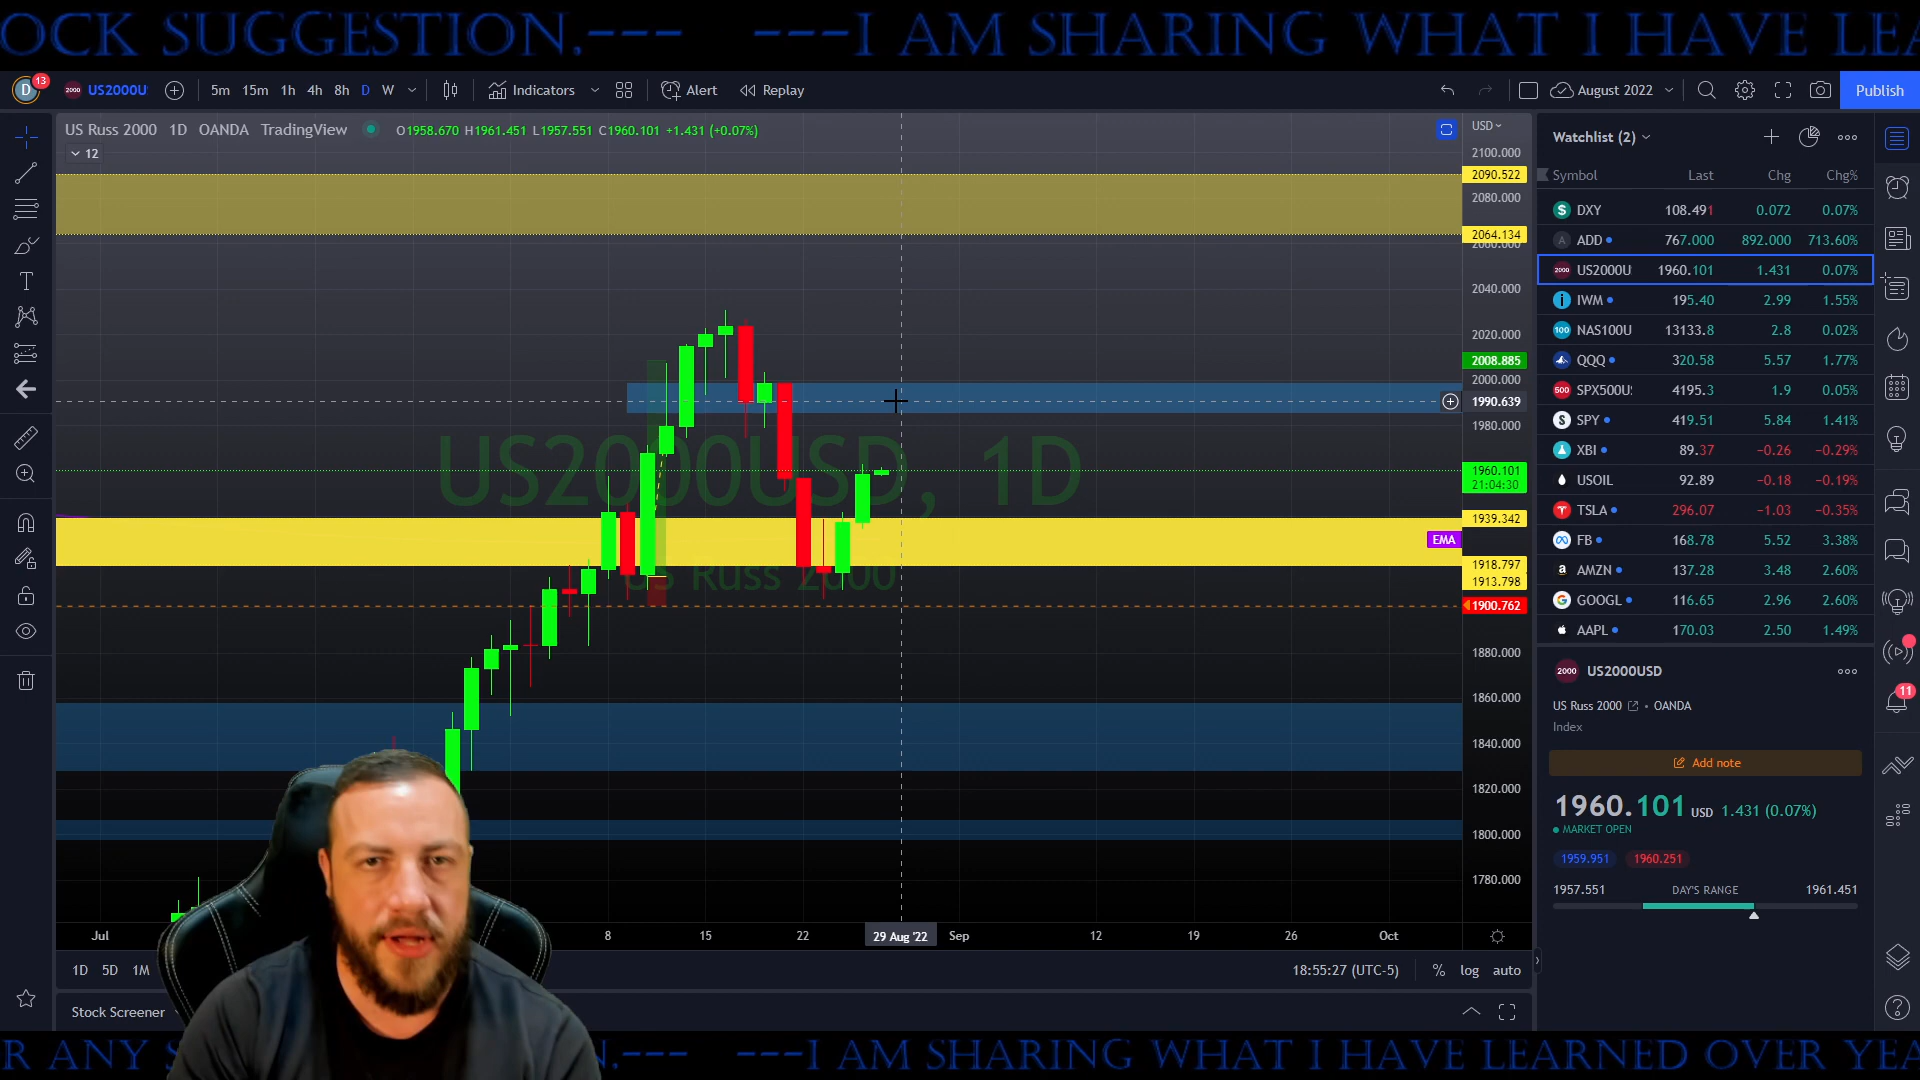 OCK SUGGESTION.--- ---I AM SHARING WHAT I HAVE LEA
D 13 2000 US2000U 5m 15m 1h 4h 8h D W Indicators Alert Replay August 2022 Publish
US Russ 2000 1D OANDA TradingView O1958.670 H1961.451 L1957.551 C1960.101 +1.431 (+0.07%)
12
USD
2100.000
2090.522
2080.000
2064.134
2060.000
2040.000
2020.000
2008.885
2000.000
1990.639
1980.000
1960.101
21:04:30
1939.342
EMA
1918.797
1913.798
1900.762
1880.000
1860.000
1840.000
1820.000
1800.000
1780.000
US2000USD, 1D
US Russ 2000
Jul 8 15 22 29 Aug '22 Sep 12 19 26 Oct
1D 5D 1M 18:55:27 (UTC-5) % log auto
Stock Screener
Watchlist (2)
Symbol Last Chg Chg%
DXY 108.491 0.072 0.07%
ADD 767.000 892.000 713.60%
2000 US2000U 1960.101 1.431 0.07%
IWM 195.40 2.99 1.55%
100 NAS100U 13133.8 2.8 0.02%
QQQ 320.58 5.57 1.77%
500 SPX500U 4195.3 1.9 0.05%
SPY 419.51 5.84 1.41%
XBI 89.37 −0.26 −0.29%
USOIL 92.89 −0.18 −0.19%
TSLA 296.07 −1.03 −0.35%
FB 168.78 5.52 3.38%
AMZN 137.28 3.48 2.60%
GOOGL 116.65 2.96 2.60%
AAPL 170.03 2.50 1.49%
2000 US2000USD
US Russ 2000 • OANDA
Index
Add note
1960.101 USD 1.431 (0.07%)
MARKET OPEN
1959.951 1960.251
1957.551 DAY'S RANGE 1961.451
11
R ANY S N.--- ---I AM SHARING WHAT I HAVE LEARNED OVER YEA